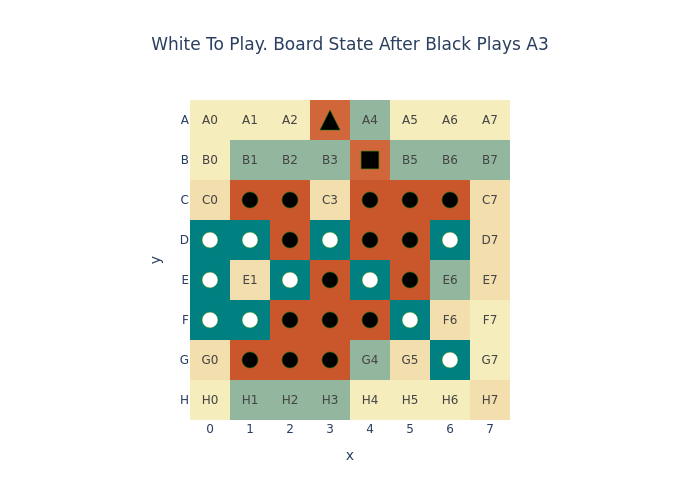 White To Play. Board State After Black Plays A3
A A0 A1 A2 A4 A5 A6 A7
B B0 B1 B2 B3 B5 B6 B7
C C0 C3 C7
D D7
E E1 E6 E7
F F6 F7
G G0 G4 G5 G7
H H0 H1 H2 H3 H4 H5 H6 H7
0 1 2 3 4 5 6 7
x
y